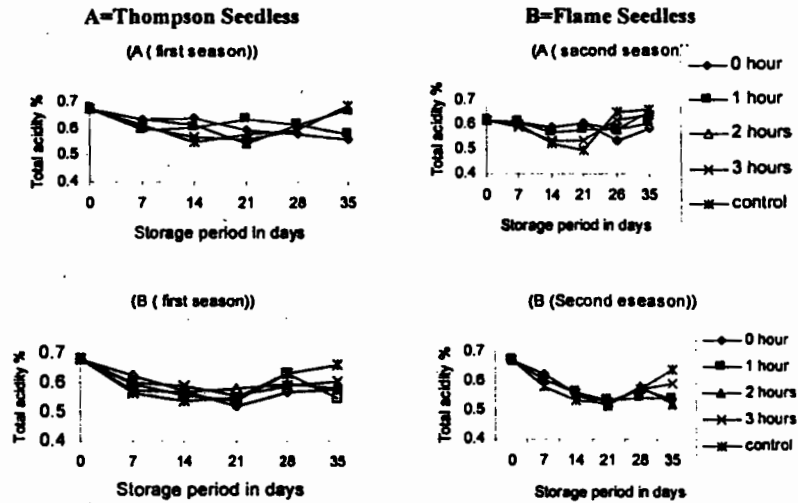 A=Thompson Seedless
B=Flame Seedless
(A ( first season))
Total acidity %
0.7
0.6
0.5
0.4
0 7 14 21 28 35
Storage period in days
(A ( second season"
Total acidity %
0.7
0.6
0.5
0.4
0 7 14 21 28 35
Storage period in days
0 hour
1 hour
2 hours
3 hours
control
(B ( first season))
Total acidity %
0.7
0.6
0.5
0.4
0 7 14 21 28 35
Storage period in days
(B (Second eseason))
Total acidity %
0.7
0.6
0.5
0.4
0 7 14 21 28 35
Storage period in days
0 hour
1 hour
2 hours
3 hours
control